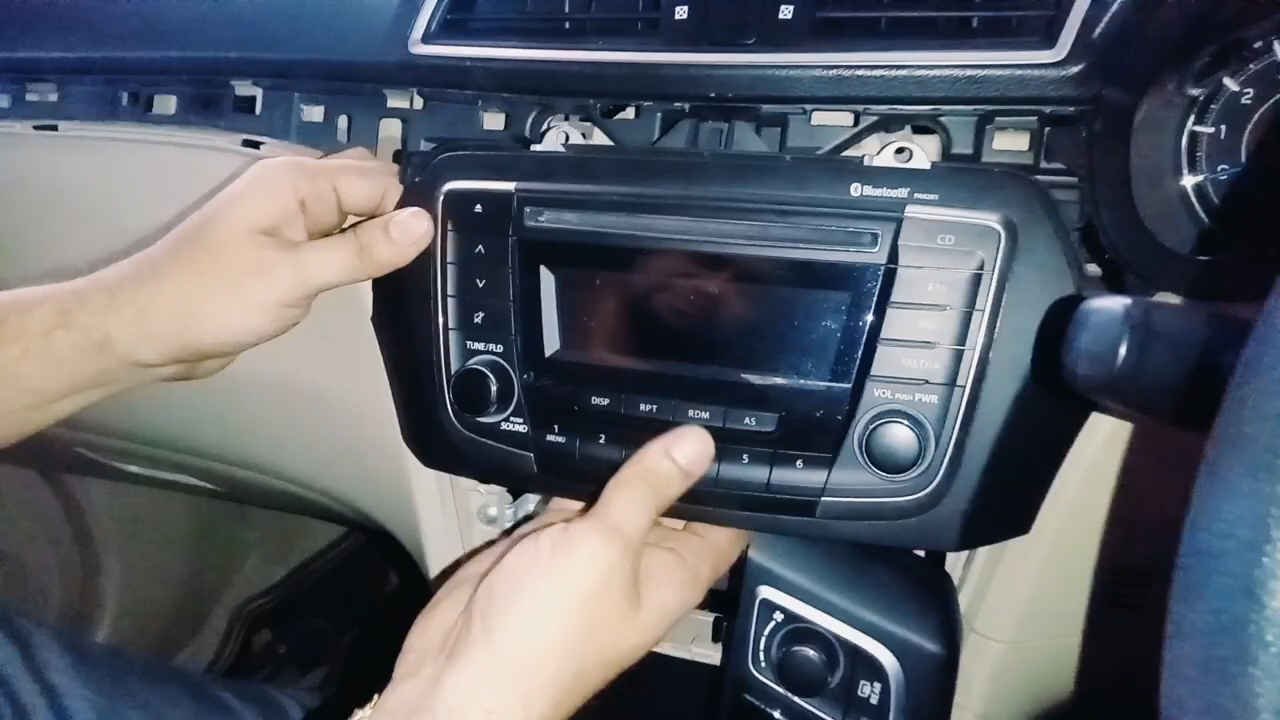 Bluetooth
CD
FM
MEDIA
TUNE/FLD
PUSH
SOUND
DISP
RPT
RDM
AS
VOL PUSH PWR
1
MENU
2
5
6
2
1
REAR